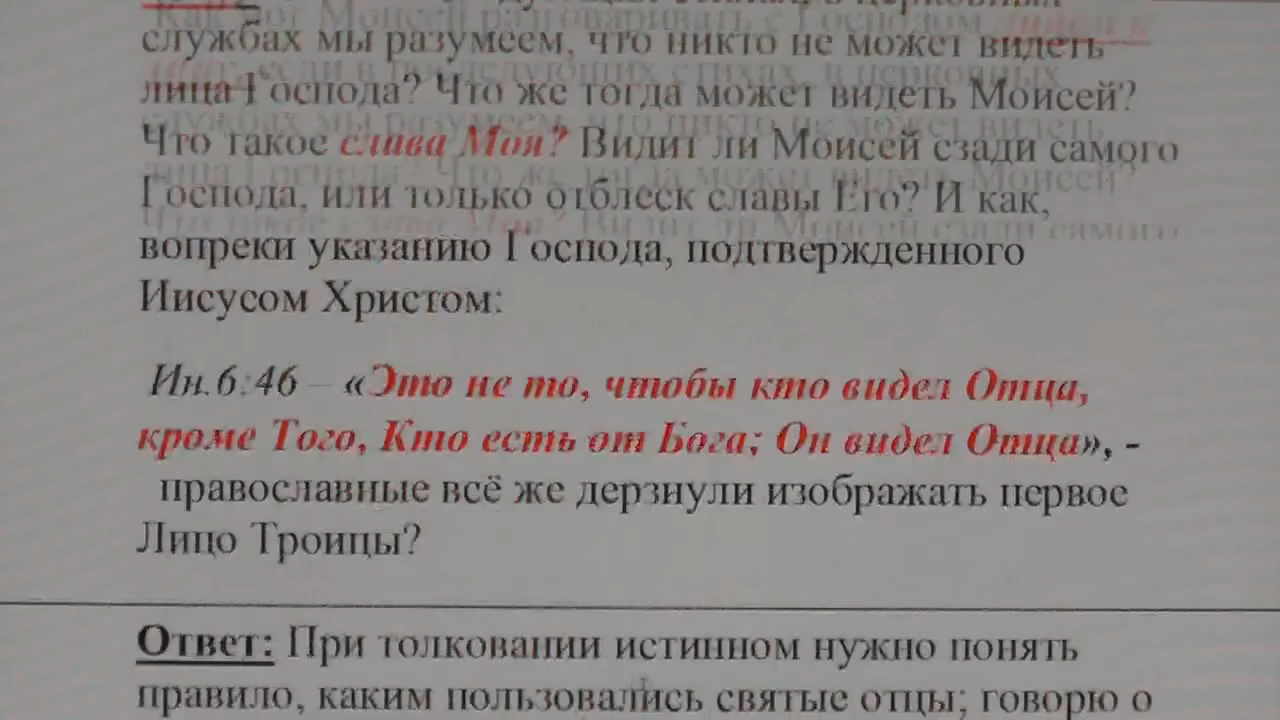 службах мы разумеем, что никто не может видеть
лица Господа? Что же тогда может видеть Моисей?
Что такое слава Моя? Видит ли Моисей сзади самого
Господа, или только отблеск славы Его? И как,
вопреки указанию Господа, подтвержденного
Иисусом Христом:
Ин.6:46 – «Это не то, чтобы кто видел Отца,
кроме Того, Кто есть от Бога; Он видел Отца», -
православные всё же дерзнули изображать первое
Лицо Троицы?
Ответ: При толковании истинном нужно понять
правило, каким пользовались святые отцы; говорю о